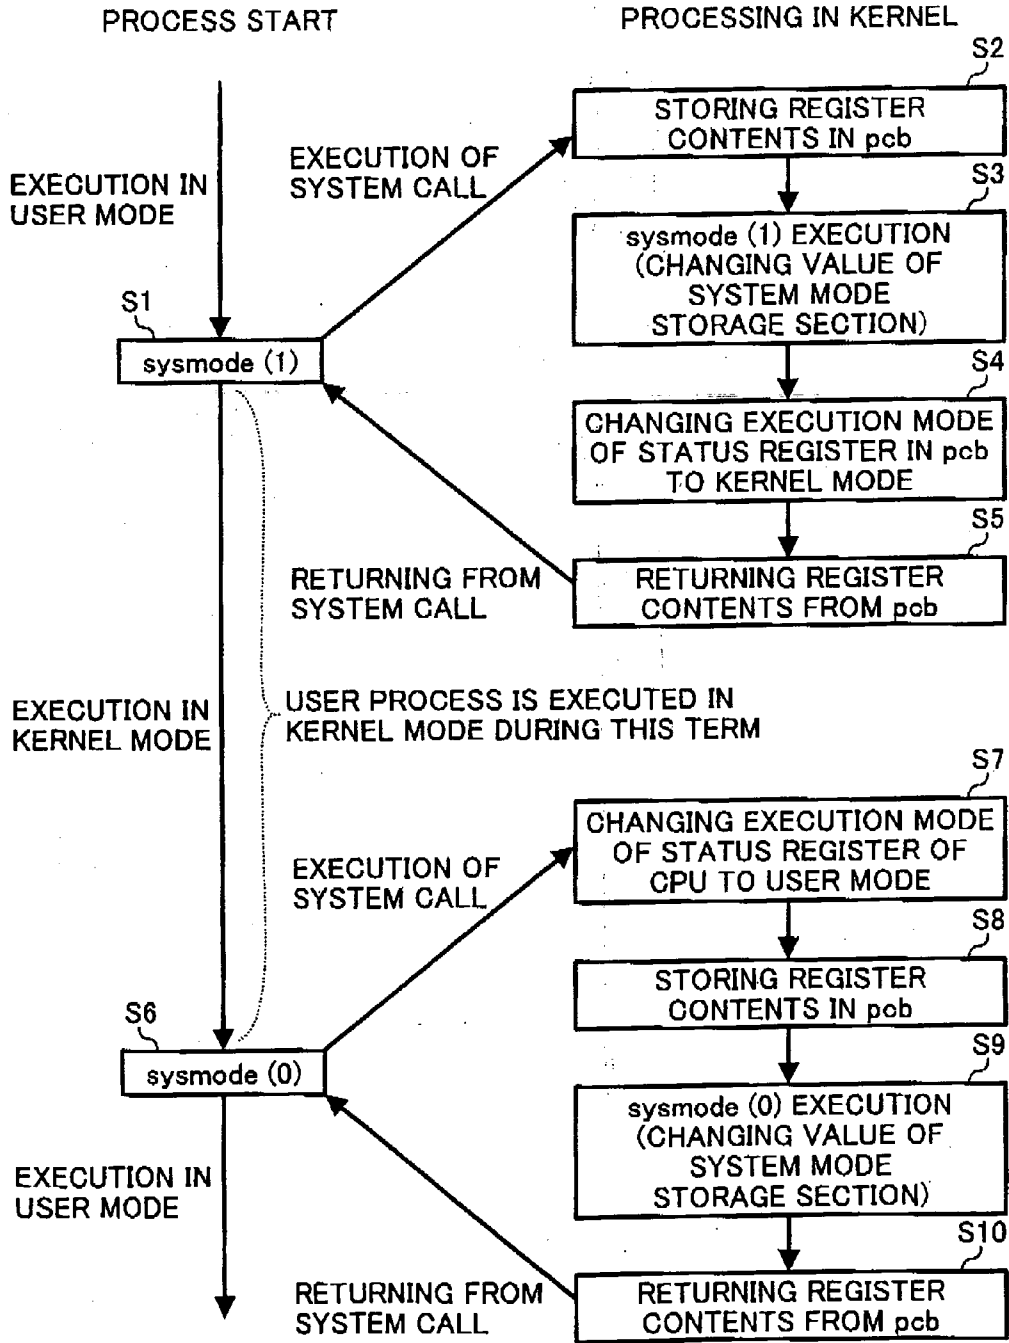 PROCESS START
PROCESSING IN KERNEL
S2
STORING REGISTER
CONTENTS IN pcb
EXECUTION OF
SYSTEM CALL
EXECUTION IN
USER MODE
S3
sysmode (1) EXECUTION
(CHANGING VALUE OF
SYSTEM MODE
STORAGE SECTION)
S1
sysmode (1)
S4
CHANGING EXECUTION MODE
OF STATUS REGISTER IN pcb
TO KERNEL MODE
S5
RETURNING REGISTER
CONTENTS FROM pcb
RETURNING FROM
SYSTEM CALL
EXECUTION IN
KERNEL MODE
USER PROCESS IS EXECUTED IN
KERNEL MODE DURING THIS TERM
S7
CHANGING EXECUTION MODE
OF STATUS REGISTER OF
CPU TO USER MODE
EXECUTION OF
SYSTEM CALL
S8
STORING REGISTER
CONTENTS IN pcb
S6
sysmode (0)
S9
sysmode (0) EXECUTION
(CHANGING VALUE OF
SYSTEM MODE
STORAGE SECTION)
EXECUTION IN
USER MODE
S10
RETURNING REGISTER
CONTENTS FROM pcb
RETURNING FROM
SYSTEM CALL